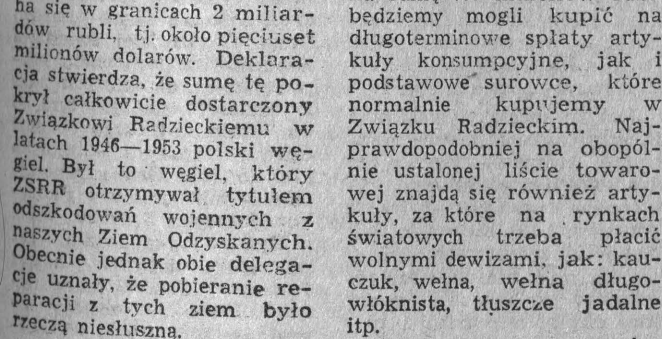 na się w granicach 2 miliar-
dów rubli, tj. około pięciuset
milionów dolarów. Deklara-
cja stwierdza, że sumę tę po-
krył całkowicie dostarczony
Związkowi Radzieckiemu w
latach 1946—1953 polski wę-
giel. Był to węgiel, który
ZSRR otrzymywał tytułem
odszkodowań wojennych z
naszych Ziem Odzyskanych.
Obecnie jednak obie delega-
cje uznały, że pobieranie re-
paracji z tych ziem było
rzeczą niesłuszną.
będziemy mogli kupić na
długoterminowe spłaty arty-
kuły konsumpcyjne, jak i
podstawowe surowce, które
normalnie kupujemy w
Związku Radzieckim. Naj-
prawdopodobniej na obopól-
nie ustalonej liście towaro-
wej znajdą się również arty-
kuły, za które na rynkach
światowych trzeba płacić
wolnymi dewizami, jak: kau-
czuk, wełna, wełna długo-
włóknista, tłuszcze jadalne
itp.